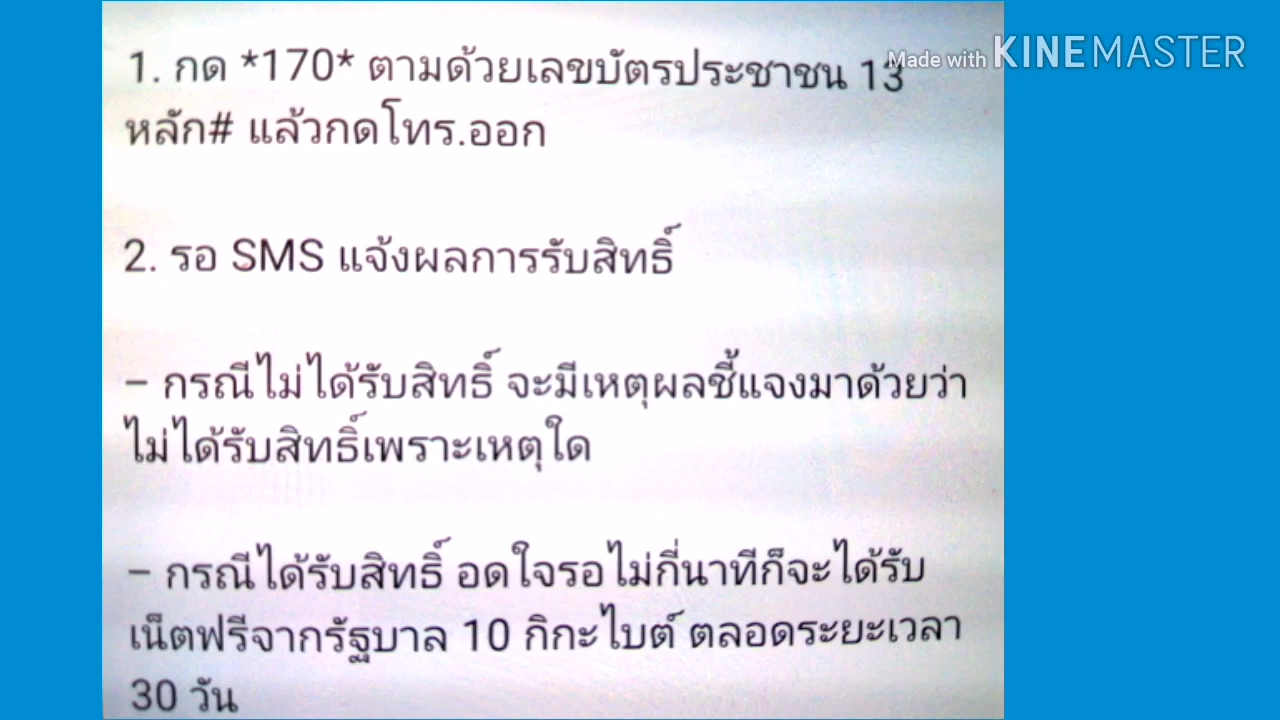 Made with KINEMASTER
1. กด *170* ตามด้วยเลขบัตรประชาชน 13
หลัก# แล้วกดโทร.ออก
2. รอ SMS แจ้งผลการรับสิทธิ์
– กรณีไม่ได้รับสิทธิ์ จะมีเหตุผลชี้แจงมาด้วยว่า
ไม่ได้รับสิทธิ์เพราะเหตุใด
– กรณีได้รับสิทธิ์ อดใจรอไม่กี่นาทีก็จะได้รับ
เน็ตฟรีจากรัฐบาล 10 กิกะไบต์ ตลอดระยะเวลา
30 วัน